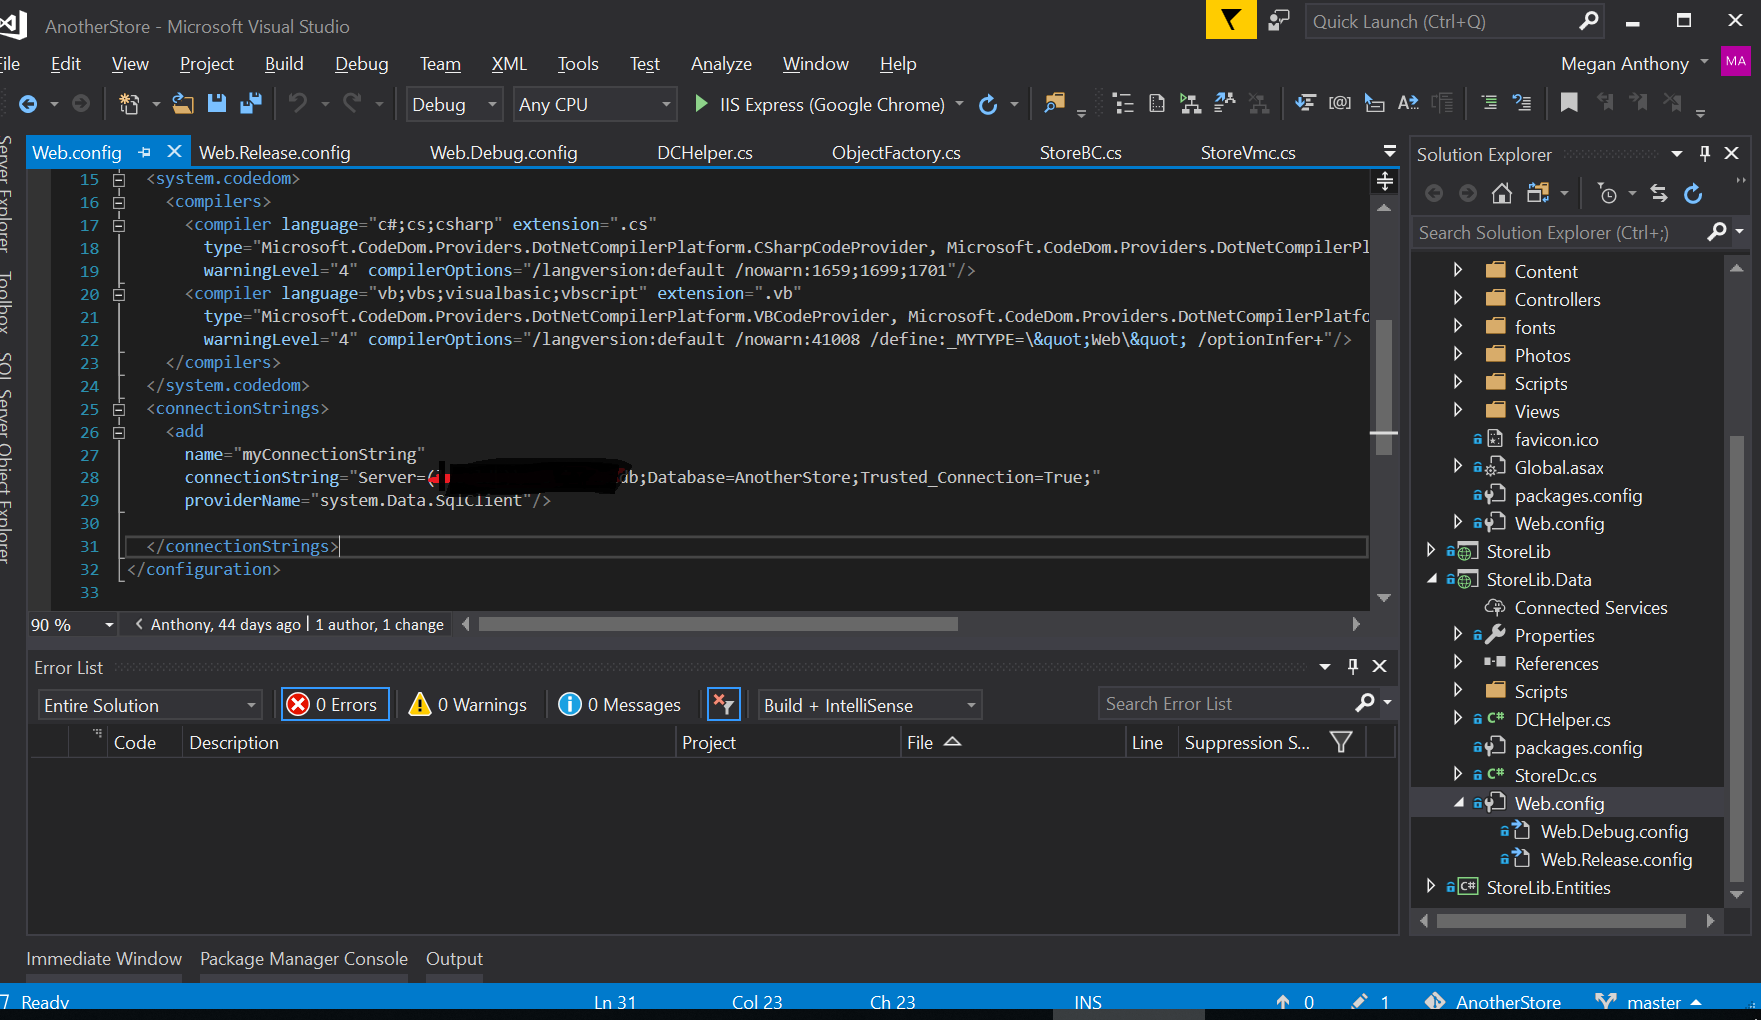 AnotherStore - Microsoft Visual Studio
Quick Launch (Ctrl+Q)
Edit View Project Build Debug Team XML Tools Test Analyze Window Help
Megan Anthony MA
Debug Any CPU IIS Express (Google Chrome)
Web.config Web.Release.config Web.Debug.config DCHelper.cs ObjectFactory.cs StoreBC.cs StoreVmc.cs
Server Explorer
Toolbox
SQL Server Object Explorer
15 <system.codedom>
16 <compilers>
17 <compiler language="c#;cs;csharp" extension=".cs"
18 type="Microsoft.CodeDom.Providers.DotNetCompilerPlatform.CSharpCodeProvider, Microsoft.CodeDom.Providers.DotNetCompilerPl
19 warningLevel="4" compilerOptions="/langversion:default /nowarn:1659;1699;1701"/>
20 <compiler language="vb;vbs;visualbasic;vbscript" extension=".vb"
21 type="Microsoft.CodeDom.Providers.DotNetCompilerPlatform.VBCodeProvider, Microsoft.CodeDom.Providers.DotNetCompilerPlatfo
22 warningLevel="4" compilerOptions="/langversion:default /nowarn:41008 /define:_MYTYPE=\&quot;Web\&quot; /optionInfer+"/>
23 </compilers>
24 </system.codedom>
25 <connectionStrings>
26 <add
27 name="myConnectionString"
28 connectionString="Server=( ;Database=AnotherStore;Trusted_Connection=True;"
29 providerName="system.Data.SqlClient"/>
30
31 </connectionStrings>
32 </configuration>
33
90 % < Anthony, 44 days ago | 1 author, 1 change
Error List
Entire Solution 0 Errors 0 Warnings 0 Messages Build + IntelliSense Search Error List
Code Description Project File Line Suppression S...
Immediate Window Package Manager Console Output
Solution Explorer
Search Solution Explorer (Ctrl+;)
Content
Controllers
fonts
Photos
Scripts
Views
favicon.ico
Global.asax
packages.config
Web.config
StoreLib
StoreLib.Data
Connected Services
Properties
References
Scripts
C# DCHelper.cs
packages.config
C# StoreDc.cs
Web.config
Web.Debug.config
Web.Release.config
C# StoreLib.Entities
Ready Ln 31 Col 23 Ch 23 INS 0 1 AnotherStore master